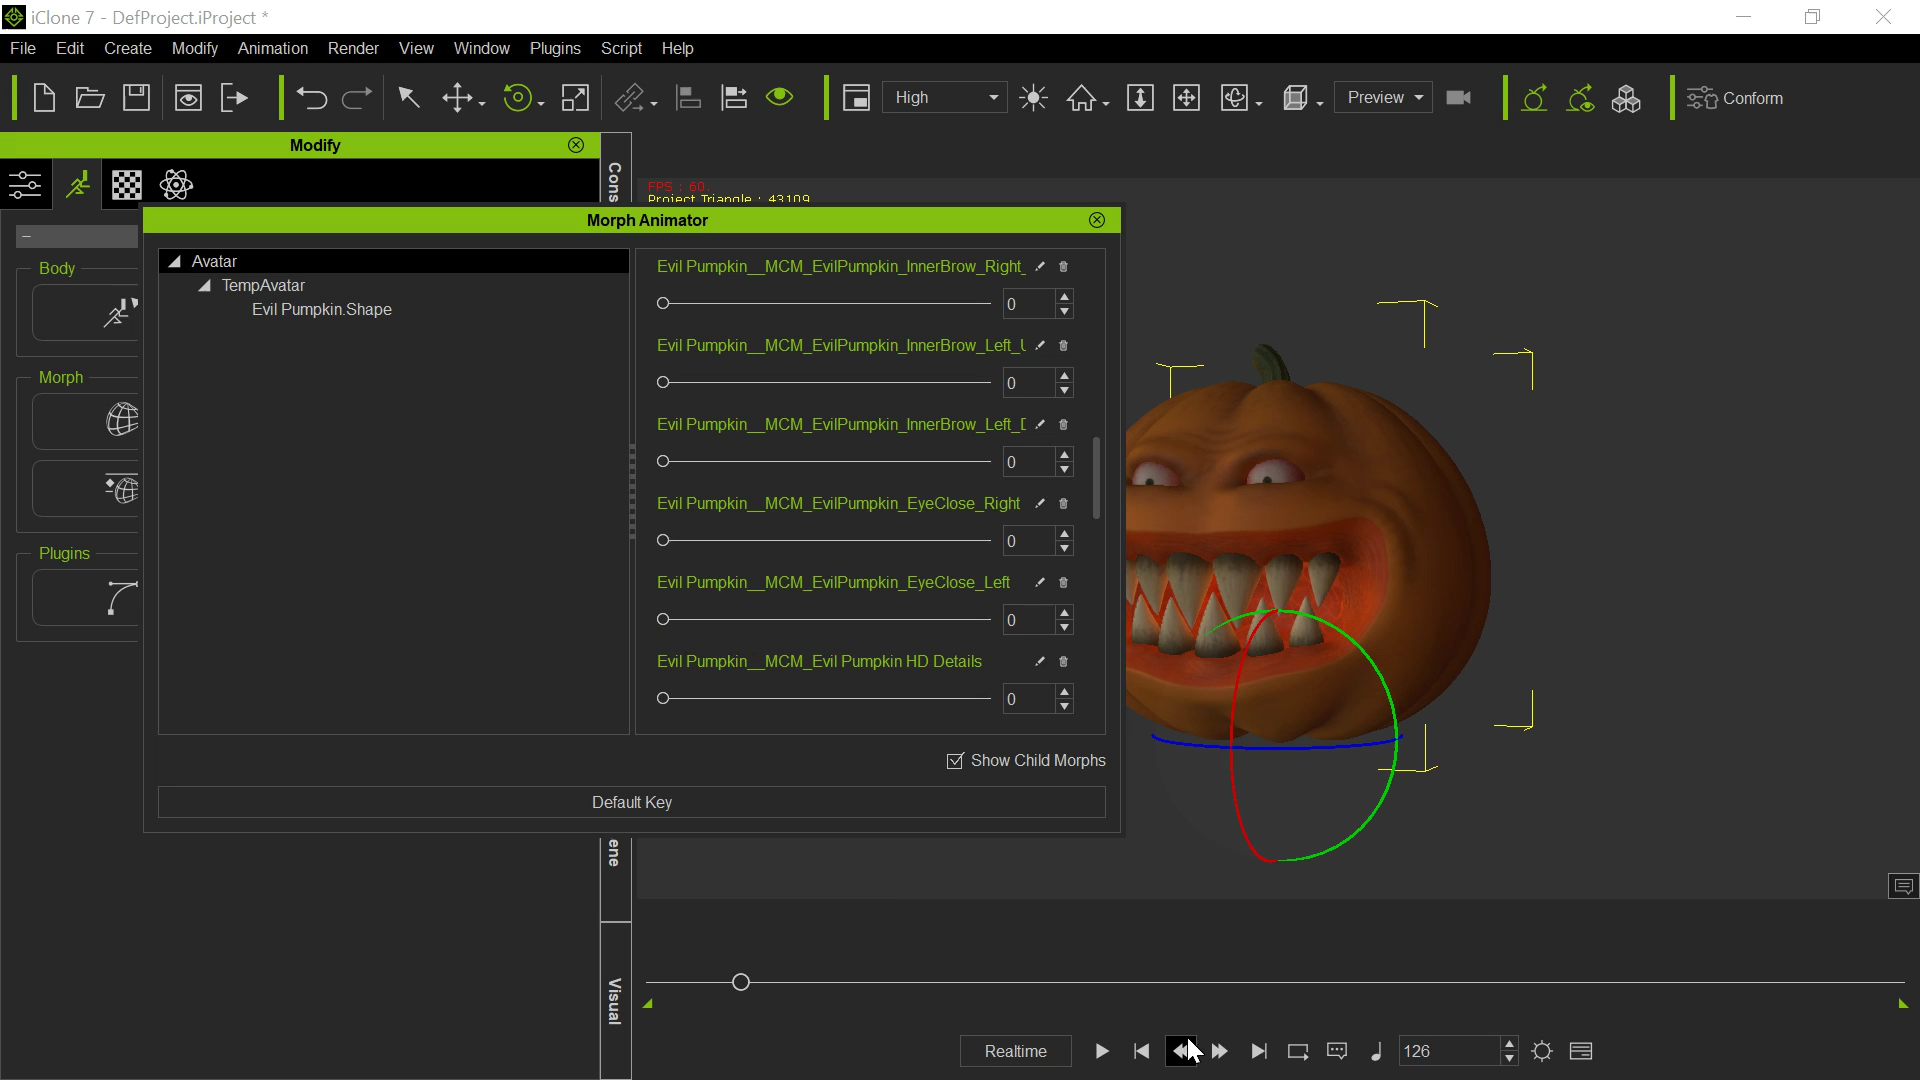 iClone 7 - DefProject.iProject *
File Edit Create Modify Animation Render View Window Plugins Script Help
High Preview Conform
Modify
Cons
FPS : 60.
Project Triangle : 43109
Morph Animator
Body
Morph
Plugins
Avatar
TempAvatar
Evil Pumpkin.Shape
Evil Pumpkin__MCM_EvilPumpkin_InnerBrow_Right_
0
Evil Pumpkin__MCM_EvilPumpkin_InnerBrow_Left_U
0
Evil Pumpkin__MCM_EvilPumpkin_InnerBrow_Left_D
0
Evil Pumpkin__MCM_EvilPumpkin_EyeClose_Right
0
Evil Pumpkin__MCM_EvilPumpkin_EyeClose_Left
0
Evil Pumpkin__MCM_Evil Pumpkin HD Details
0
Show Child Morphs
Default Key
ene
Visual
Realtime 126